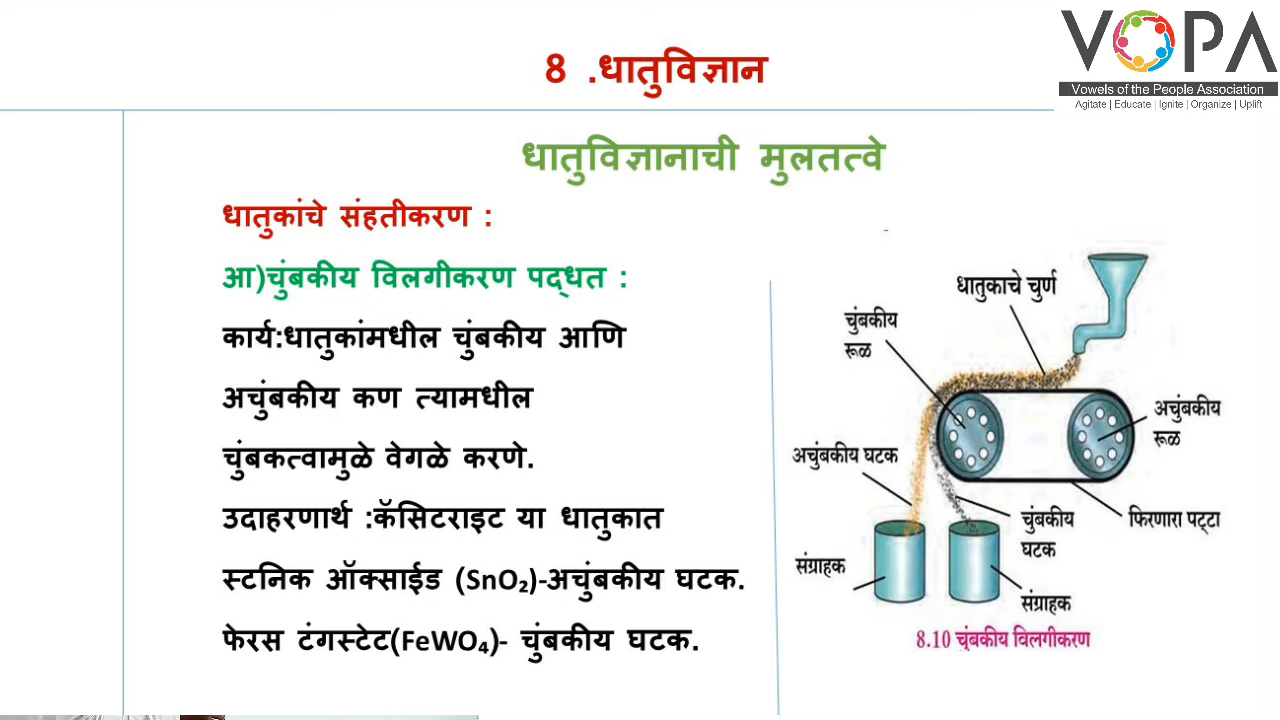 8 .धातुविज्ञान
VOPA
Vowels of the People Association
Agitate | Educate | Ignite | Organize | Uplift
धातुविज्ञानाची मुलतत्वे
धातुकांचे संहतीकरण :
आ)चुंबकीय विलगीकरण पद्धत :
कार्य:धातुकांमधील चुंबकीय आणि
अचुंबकीय कण त्यामधील
चुंबकत्वामुळे वेगळे करणे.
उदाहरणार्थ :कॅसिटराइट या धातुकात
स्टनिक ऑक्साईड (SnO₂)-अचुंबकीय घटक.
फेरस टंगस्टेट(FeWO₄)- चुंबकीय घटक.
धातुकाचे चुर्ण
चुंबकीय
रूळ
अचुंबकीय
रूळ
अचुंबकीय घटक
चुंबकीय
घटक
फिरणारा पट्टा
संग्राहक
संग्राहक
8.10 चुंबकीय विलगीकरण